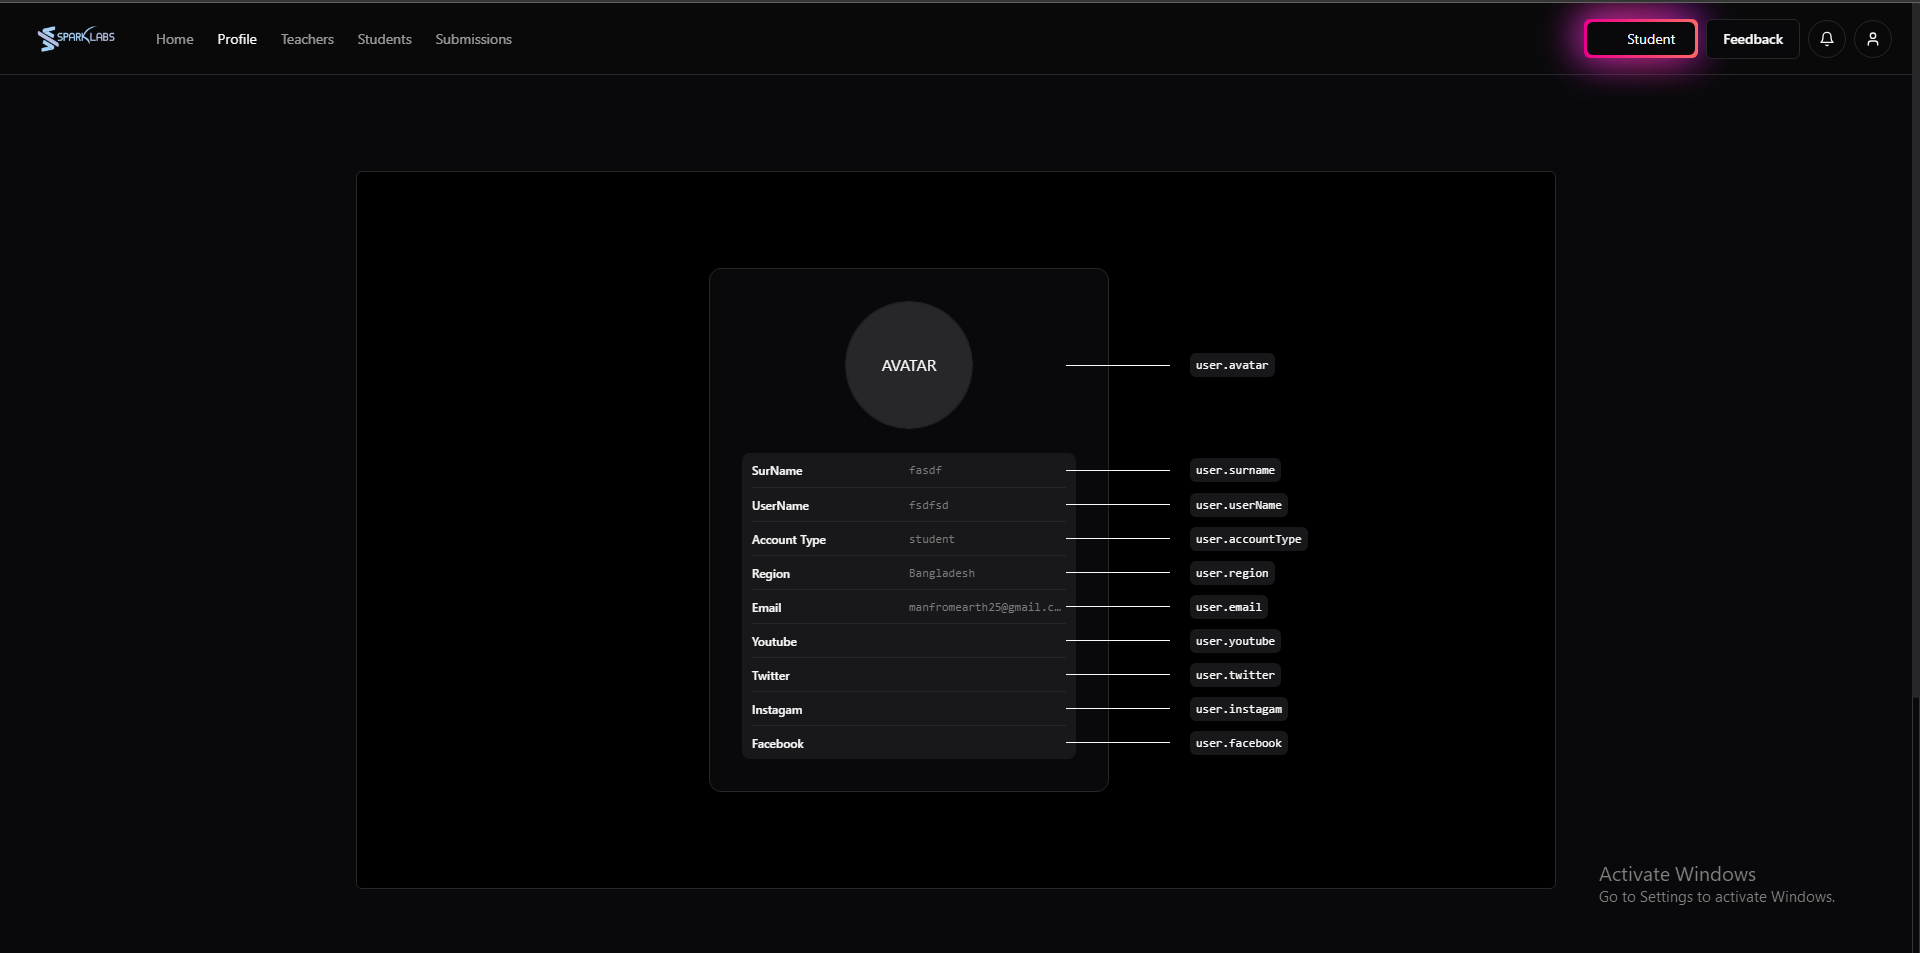 SPARKLABS Home Profile Teachers Students Submissions Student Feedback
AVATAR user.avatar
SurName fasdf user.surname
UserName fsdfsd user.userName
Account Type student user.accountType
Region Bangladesh user.region
Email manfromearth25@gmail.c… user.email
Youtube user.youtube
Twitter user.twitter
Instagam user.instagam
Facebook user.facebook
Activate Windows
Go to Settings to activate Windows.